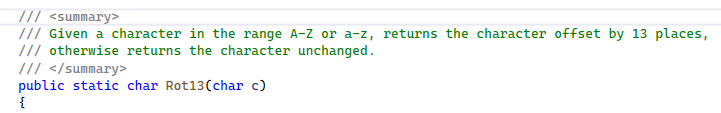 /// <summary>
/// Given a character in the range A-Z or a-z, returns the character offset by 13 places,
/// otherwise returns the character unchanged.
/// </summary>
public static char Rot13(char c)
{